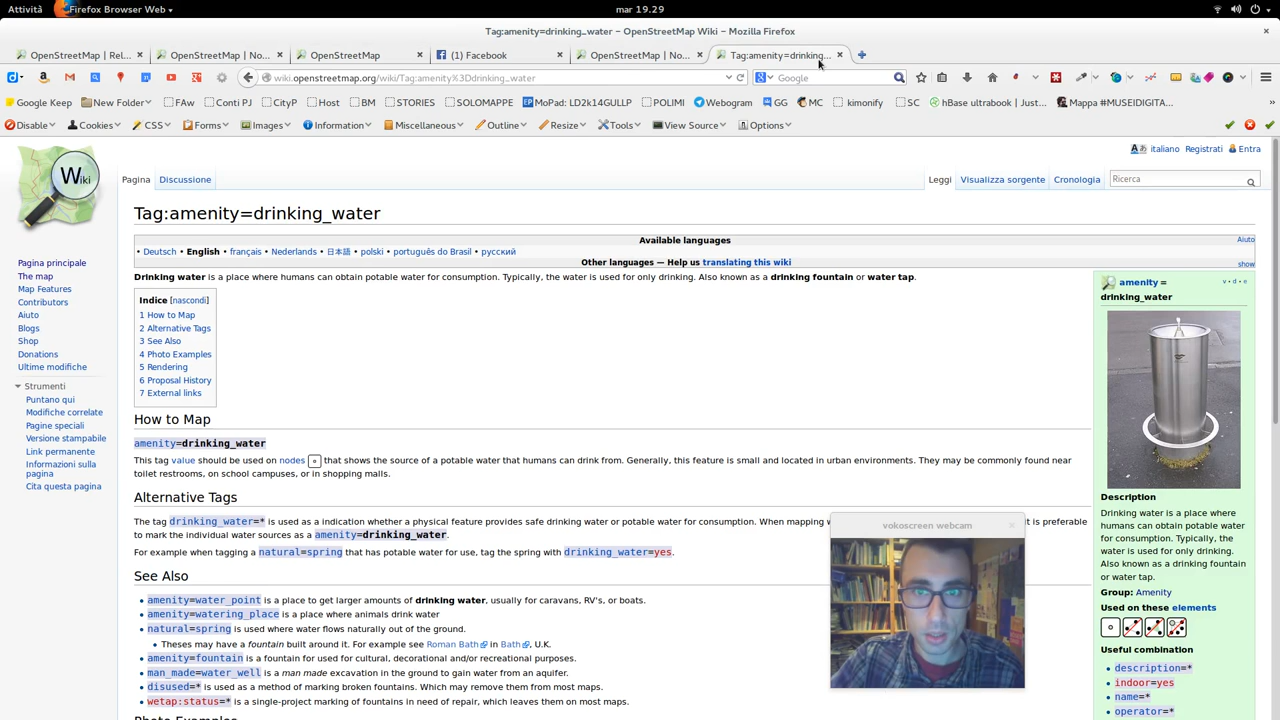 Attività Firefox Browser Web mar 19.29
Tag:amenity=drinking_water – OpenStreetMap Wiki – Mozilla Firefox
OpenStreetMap | Rel... × OpenStreetMap | No... × OpenStreetMap × (1) Facebook × OpenStreetMap | No... × Tag:amenity=drinking... ×
wiki.openstreetmap.org/wiki/Tag:amenity%3Ddrinking_water Google
Google Keep New Folder FAw Conti PJ CityP Host BM STORIES SOLOMAPPE MoPad: LD2k14GULLP POLIMI Webogram GG MC kimonify SC hBase ultrabook | Just... Mappa #MUSEIDIGITA... »
Disable Cookies CSS Forms Images Information Miscellaneous Outline Resize Tools View Source Options
italiano Registrati Entra
Wiki
Pagina Discussione Leggi Visualizza sorgente Cronologia Ricerca
Tag:amenity=drinking_water
Available languages Aiuto
• Deutsch • English • français • Nederlands • 日本語 • polski • português do Brasil • русский
Other languages — Help us translating this wiki show
Drinking water is a place where humans can obtain potable water for consumption. Typically, the water is used for only drinking. Also known as a drinking fountain or water tap.
Indice [nascondi]
1 How to Map
2 Alternative Tags
3 See Also
4 Photo Examples
5 Rendering
6 Proposal History
7 External links
Pagina principale
The map
Map Features
Contributors
Aiuto
Blogs
Shop
Donations
Ultime modifiche
Strumenti
Puntano qui
Modifiche correlate
Pagine speciali
Versione stampabile
Link permanente
Informazioni sulla
pagina
Cita questa pagina
How to Map
amenity=drinking_water
This tag value should be used on nodes that shows the source of a potable water that humans can drink from. Generally, this feature is small and located in urban environments. They may be commonly found near
toilet restrooms, on school campuses, or in shopping malls.
Alternative Tags
The tag drinking_water=* is used as a indication whether a physical feature provides safe drinking water or potable water for consumption. When mapping it is preferable
to mark the individual water sources as a amenity=drinking_water.
For example when tagging a natural=spring that has potable water for use, tag the spring with drinking_water=yes.
See Also
• amenity=water_point is a place to get larger amounts of drinking water, usually for caravans, RV's, or boats.
• amenity=watering_place is a place where animals drink water
• natural=spring is used where water flows naturally out of the ground.
• Theses may have a fountain built around it. For example see Roman Bath in Bath, U.K.
• amenity=fountain is a fountain for used for cultural, decorational and/or recreational purposes.
• man_made=water_well is a man made excavation in the ground to gain water from an aquifer.
• disused=* is used as a method of marking broken fountains. Which may remove them from most maps.
• wetap:status=* is a single-project marking of fountains in need of repair, which leaves them on most maps.
Photo Examples
vokoscreen webcam ×
amenity = v • d • e
drinking_water
Description
Drinking water is a place where
humans can obtain potable water
for consumption. Typically, the
water is used for only drinking.
Also known as a drinking fountain
or water tap.
Group: Amenity
Used on these elements
Useful combination
• description=*
• indoor=yes
• name=*
• operator=*